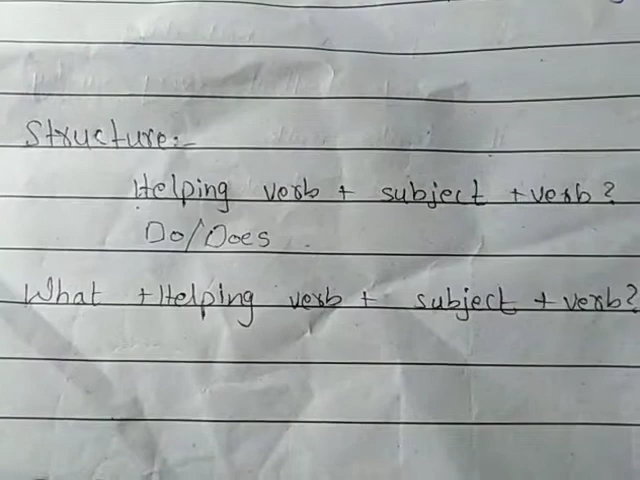 Structure:-
Helping verb + subject + verb?
Do/Does
What + Helping verb + subject + verb?